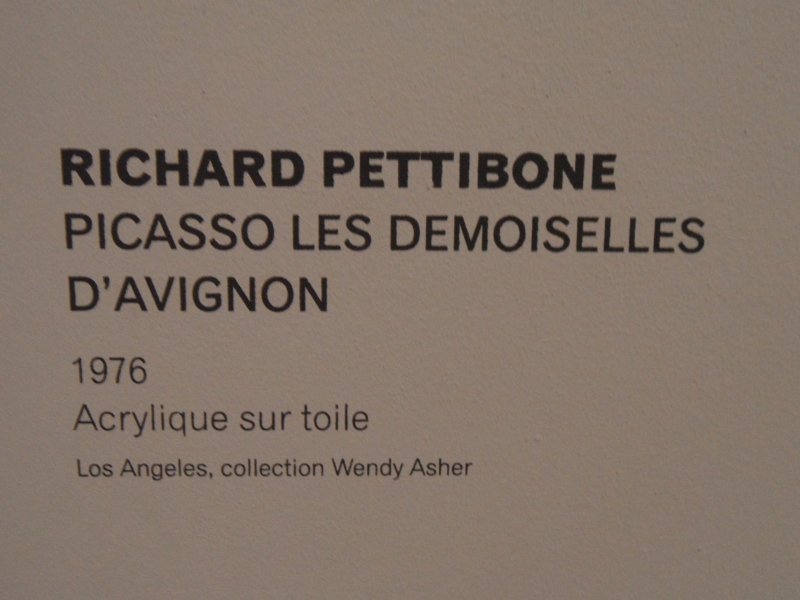 RICHARD PETTIBONE
PICASSO LES DEMOISELLES
D'AVIGNON
1976
Acrylique sur toile
Los Angeles, collection Wendy Asher